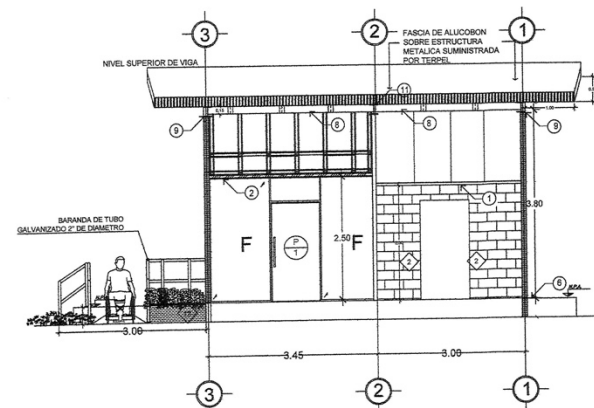 3
2
1
FASCIA DE ALUCOBON
SOBRE ESTRUCTURA
METALICA SUMINISTRADA
POR TERPEL
NIVEL SUPERIOR DE VIGA
11
9
8
8
9
1.00
2
1
3.80
BARANDA DE TUBO
GALVANIZADO 2" DE DIAMETRO
F
P
1
2.50
F
2
2
6
N.P.A.
3.00
3.45
3.00
3
2
1